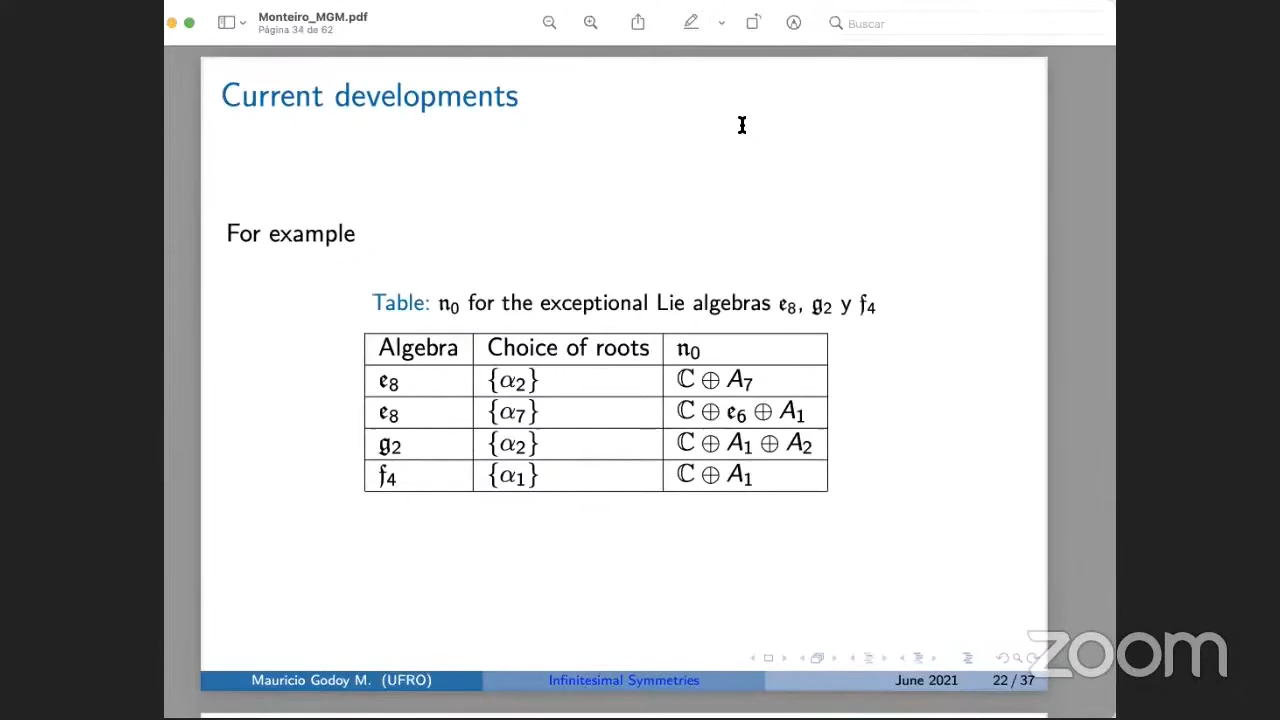 Monteiro_MGM.pdf
Página 34 de 62
Buscar
Current developments
For example
Table: 𝔫₀ for the exceptional Lie algebras 𝔢₈, 𝔤₂ y 𝔣₄
Algebra Choice of roots 𝔫₀
𝔢₈ {α₂} ℂ ⊕ A₇
𝔢₈ {α₇} ℂ ⊕ 𝔢₆ ⊕ A₁
𝔤₂ {α₂} ℂ ⊕ A₁ ⊕ A₂
𝔣₄ {α₁} ℂ ⊕ A₁
zoom
Mauricio Godoy M. (UFRO) Infinitesimal Symmetries June 2021 22 / 37